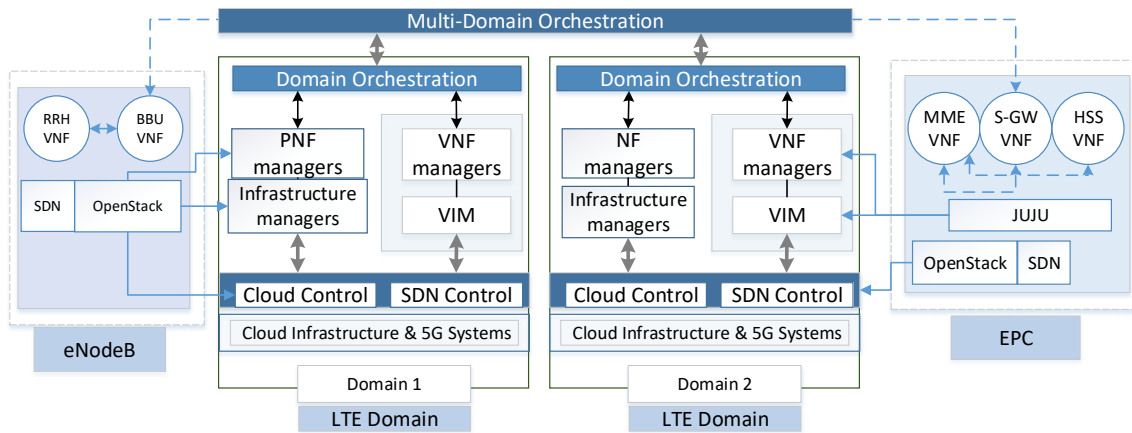 Multi-Domain Orchestration
RRH
VNF
BBU
VNF
SDN
OpenStack
eNodeB
Domain Orchestration
PNF
managers
Infrastructure
managers
VNF
managers
VIM
Cloud Control
SDN Control
Cloud Infrastructure & 5G Systems
Domain 1
LTE Domain
Domain Orchestration
NF
managers
Infrastructure
managers
VNF
managers
VIM
Cloud Control
SDN Control
Cloud Infrastructure & 5G Systems
Domain 2
LTE Domain
MME
VNF
S-GW
VNF
HSS
VNF
JUJU
OpenStack
SDN
EPC